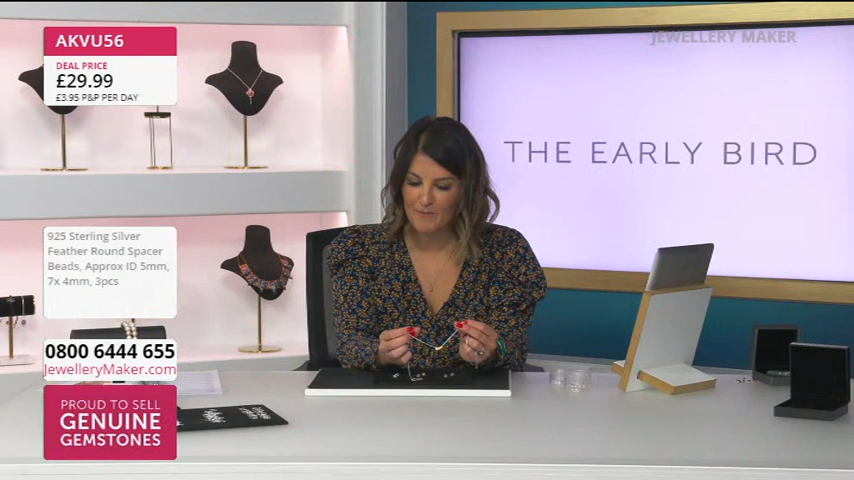 AKVU56
DEAL PRICE
£29.99
£3.95 P&P PER DAY
JEWELLERY MAKER
THE EARLY BIRD
925 Sterling Silver
Feather Round Spacer
Beads, Approx ID 5mm,
7x 4mm, 3pcs
0800 6444 655
JewelleryMaker.com
PROUD TO SELL
GENUINE
GEMSTONES